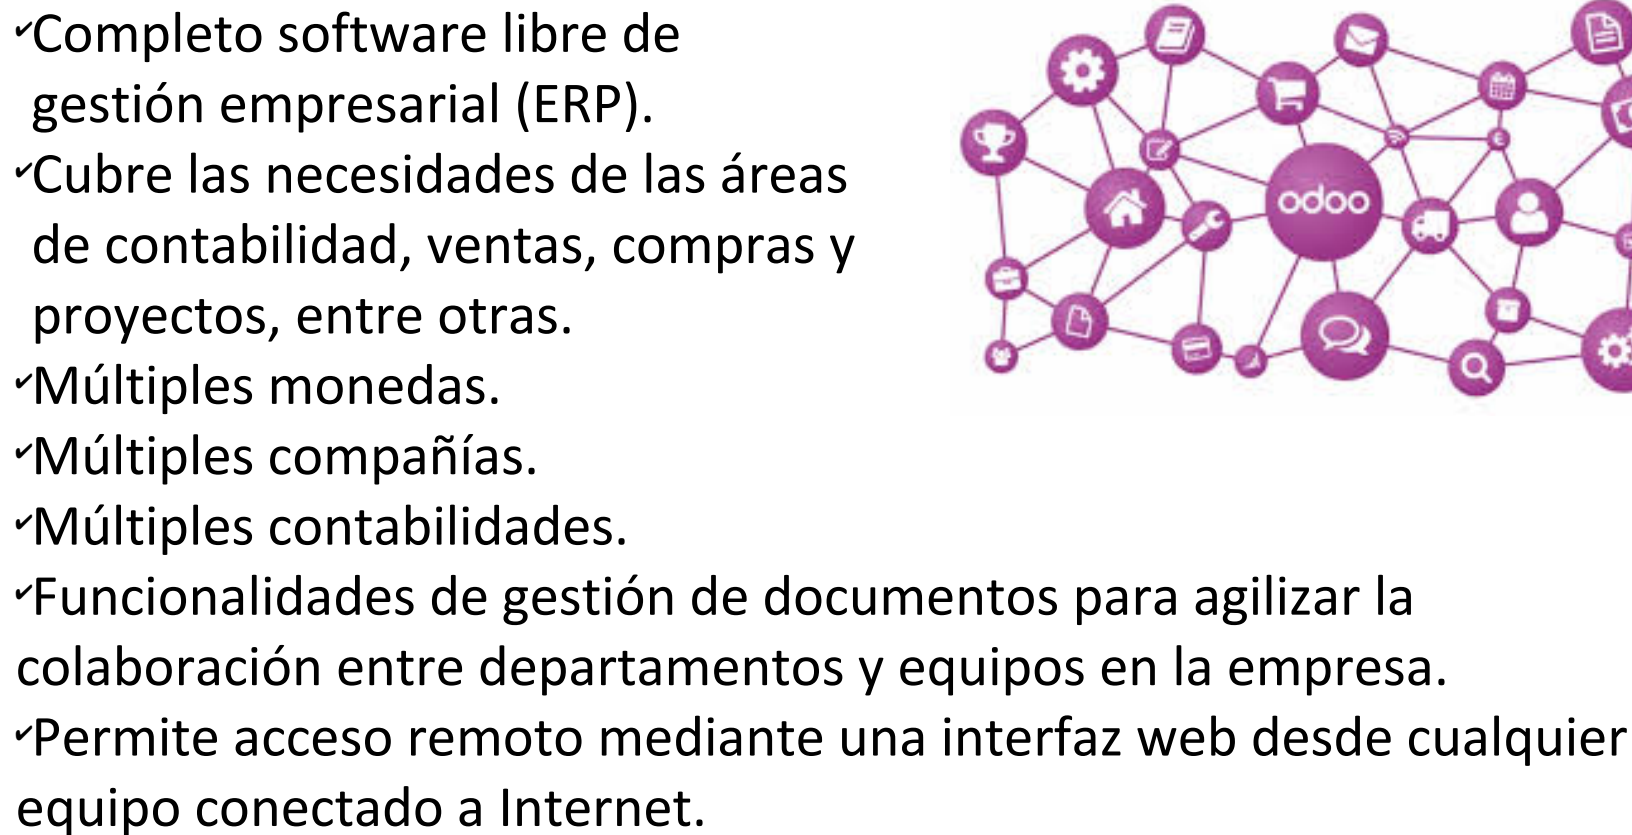 ✓Completo software libre de
gestión empresarial (ERP).
✓Cubre las necesidades de las áreas
de contabilidad, ventas, compras y
proyectos, entre otras.
✓Múltiples monedas.
✓Múltiples compañías.
✓Múltiples contabilidades.
✓Funcionalidades de gestión de documentos para agilizar la
colaboración entre departamentos y equipos en la empresa.
✓Permite acceso remoto mediante una interfaz web desde cualquier
equipo conectado a Internet.
odoo